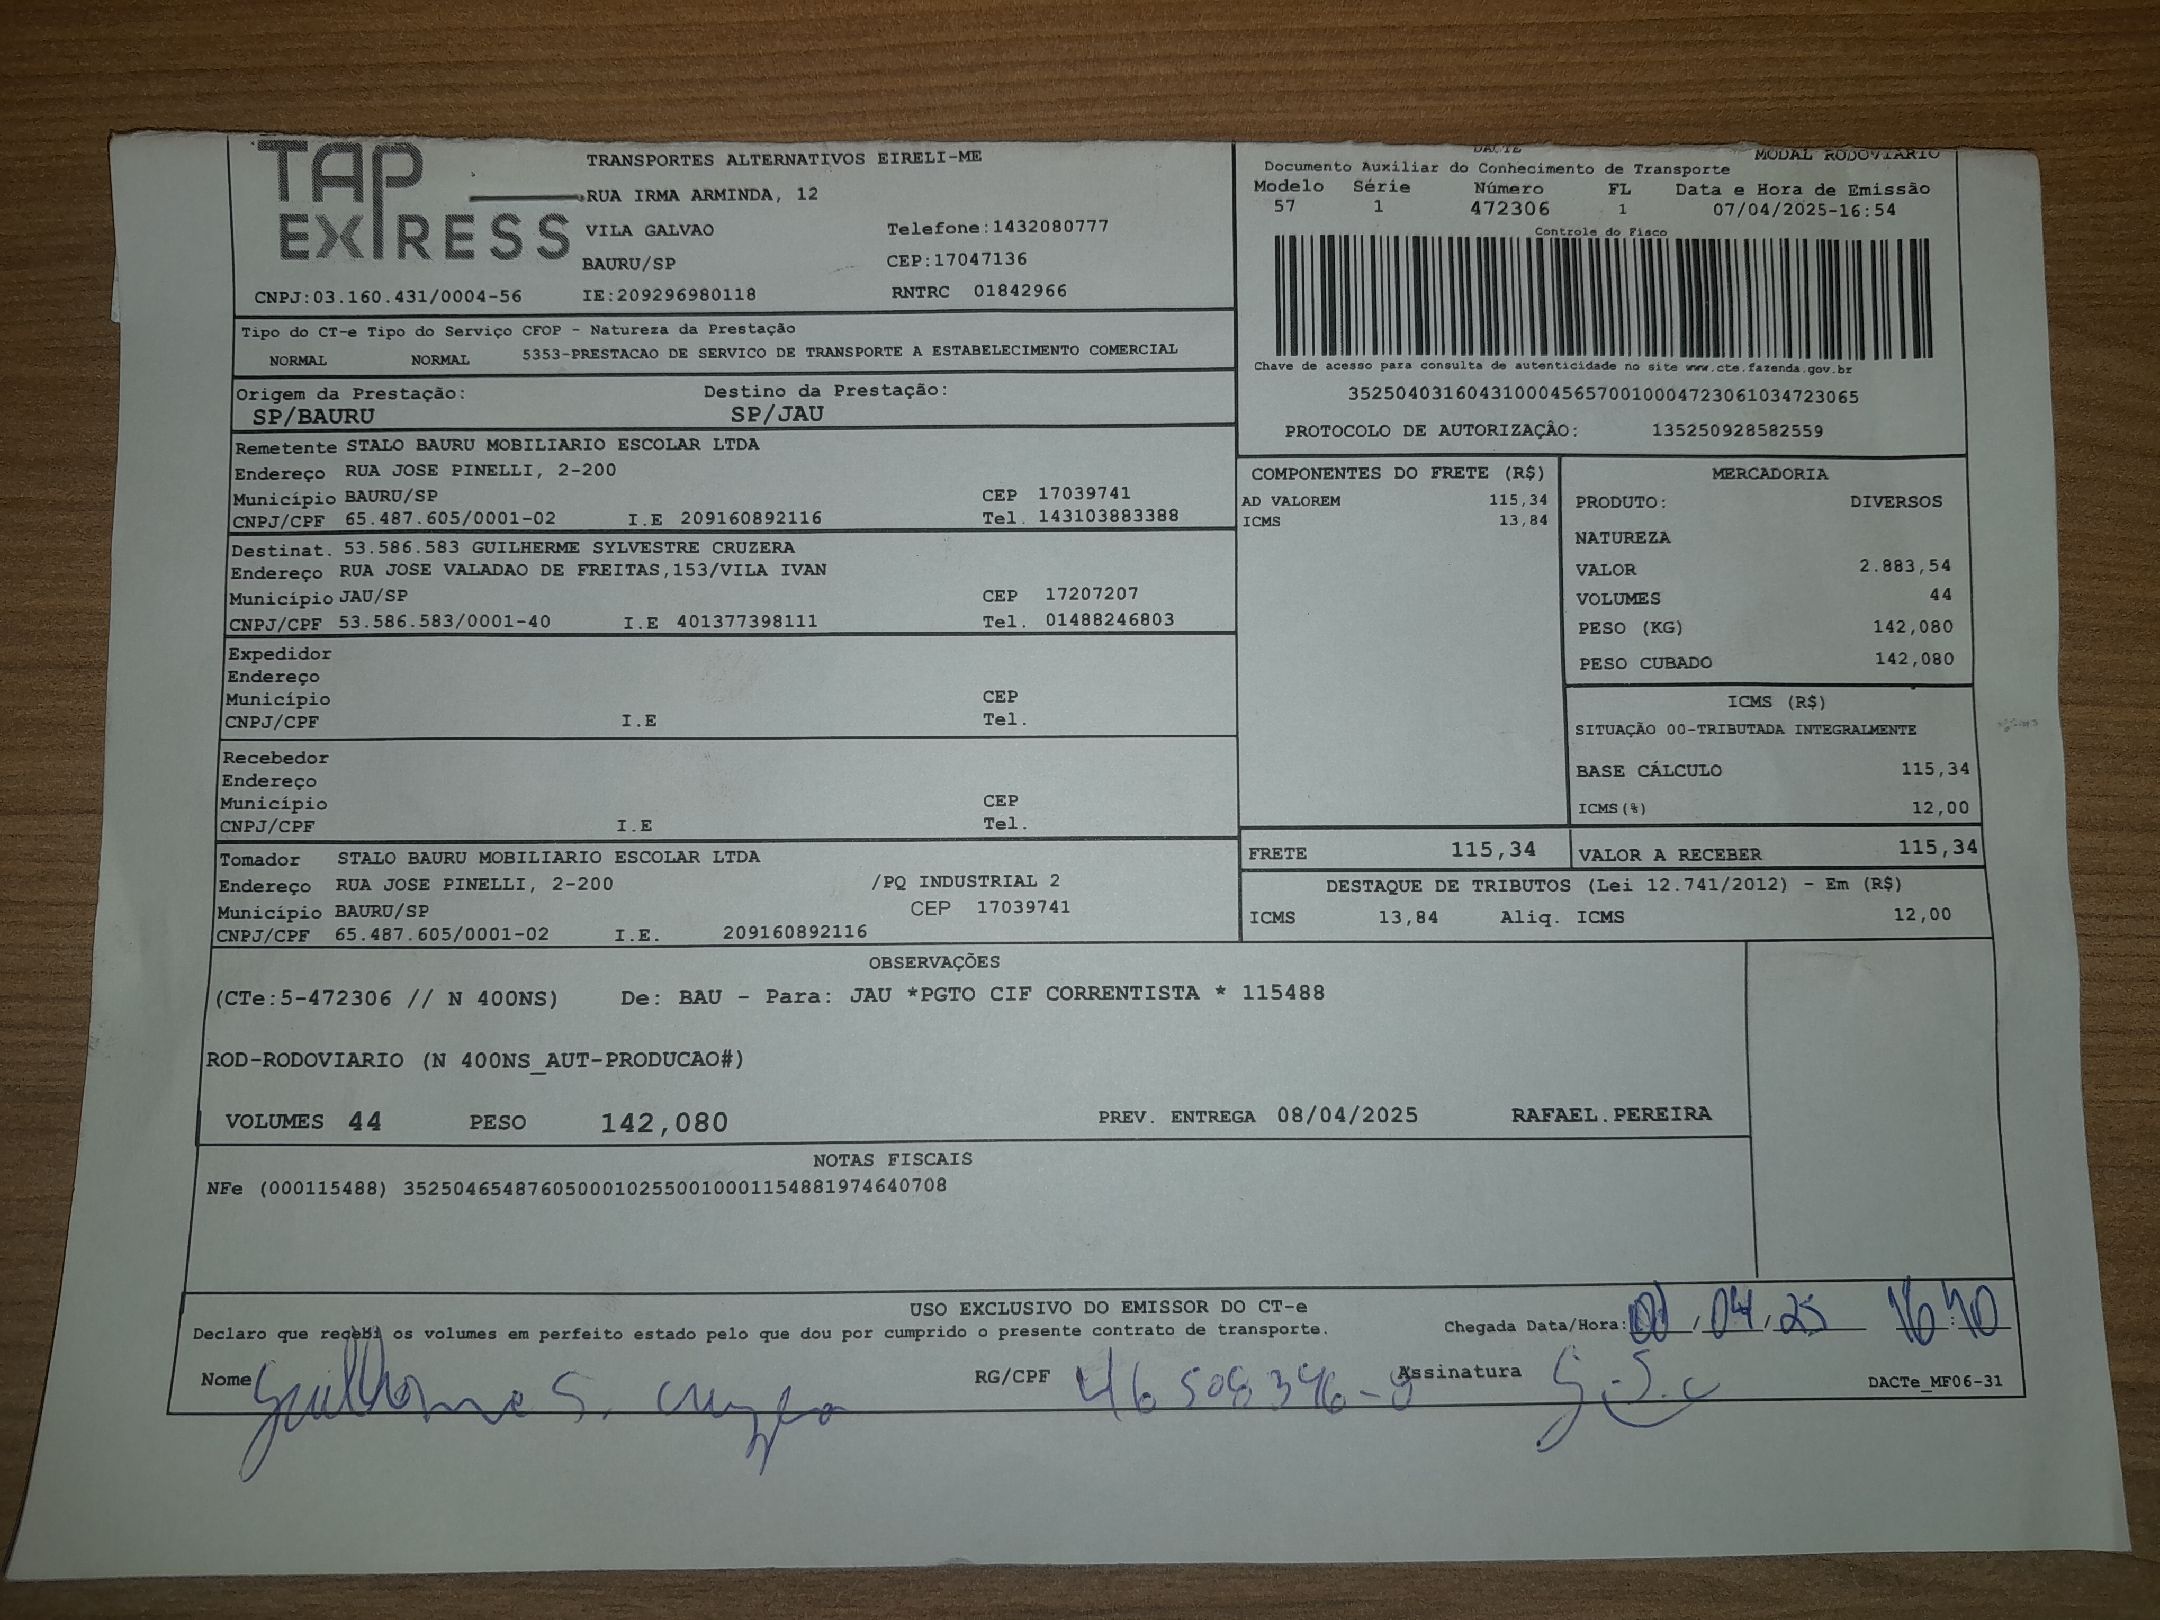 TAP EXPRESS
TRANSPORTES ALTERNATIVOS EIRELI-ME
RUA IRMA ARMINDA, 12
VILA GALVAO Telefone:1432080777
BAURU/SP CEP:17047136
CNPJ:03.160.431/0004-56 IE:209296980118 RNTRC 01842966
DACTE MODAL RODOVIARIO
Documento Auxiliar do Conhecimento de Transporte
Modelo Série Número FL Data e Hora de Emissão
57 1 472306 1 07/04/2025-16:54
Controle do Fisco
Chave de acesso para consulta de autenticidade no site www.cte.fazenda.gov.br
35250403160431000456570010004723061034723065
PROTOCOLO DE AUTORIZAÇÂO: 135250928582559
Tipo do CT-e Tipo do Serviço CFOP - Natureza da Prestação
NORMAL NORMAL 5353-PRESTACAO DE SERVICO DE TRANSPORTE A ESTABELECIMENTO COMERCIAL
Origem da Prestação: Destino da Prestação:
SP/BAURU SP/JAU
Remetente STALO BAURU MOBILIARIO ESCOLAR LTDA
Endereço RUA JOSE PINELLI, 2-200
Município BAURU/SP CEP 17039741
CNPJ/CPF 65.487.605/0001-02 I.E 209160892116 Tel. 143103883388
Destinat. 53.586.583 GUILHERME SYLVESTRE CRUZERA
Endereço RUA JOSE VALADAO DE FREITAS,153/VILA IVAN
Município JAU/SP CEP 17207207
CNPJ/CPF 53.586.583/0001-40 I.E 401377398111 Tel. 01488246803
Expedidor
Endereço
Município CEP
CNPJ/CPF I.E Tel.
Recebedor
Endereço
Município CEP
CNPJ/CPF I.E Tel.
Tomador STALO BAURU MOBILIARIO ESCOLAR LTDA
Endereço RUA JOSE PINELLI, 2-200 /PQ INDUSTRIAL 2
Município BAURU/SP CEP 17039741
CNPJ/CPF 65.487.605/0001-02 I.E. 209160892116
COMPONENTES DO FRETE (R$)
AD VALOREM 115,34
ICMS 13,84
MERCADORIA
PRODUTO: DIVERSOS
NATUREZA
VALOR 2.883,54
VOLUMES 44
PESO (KG) 142,080
PESO CUBADO 142,080
ICMS (R$)
SITUAÇÃO 00-TRIBUTADA INTEGRALMENTE
BASE CÁLCULO 115,34
ICMS(%) 12,00
FRETE 115,34 VALOR A RECEBER 115,34
DESTAQUE DE TRIBUTOS (Lei 12.741/2012) - Em (R$)
ICMS 13,84 Aliq. ICMS 12,00
OBSERVAÇÕES
(CTe:5-472306 // N 400NS) De: BAU - Para: JAU *PGTO CIF CORRENTISTA * 115488
ROD-RODOVIARIO (N 400NS_AUT-PRODUCAO#)
VOLUMES 44 PESO 142,080 PREV. ENTREGA 08/04/2025 RAFAEL.PEREIRA
NOTAS FISCAIS
NFe (000115488) 35250465487605000102550010001154881974640708
USO EXCLUSIVO DO EMISSOR DO CT-e
Declaro que recebi os volumes em perfeito estado pelo que dou por cumprido o presente contrato de transporte. Chegada Data/Hora: 04 25 16:40
Nome Guilherme S. RG/CPF Assinatura G.S.C
DACTe_MF06-31